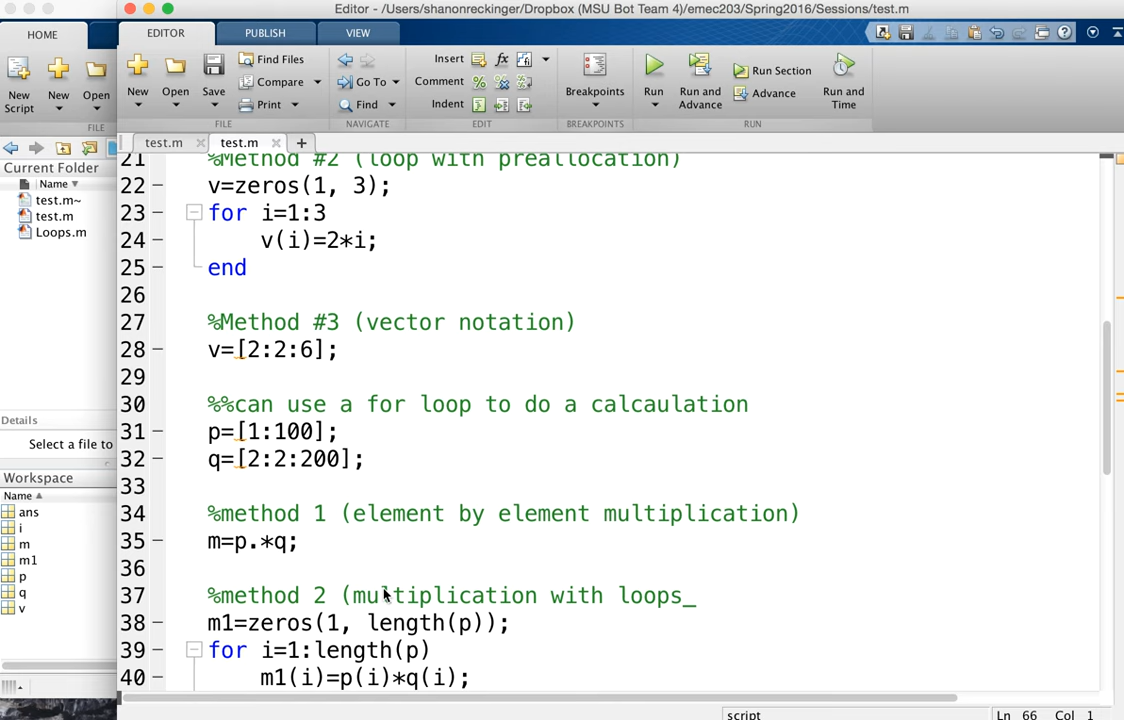 Editor - /Users/shanonreckinger/Dropbox (MSU Bot Team 4)/emec203/Spring2016/Sessions/test.m
HOME
EDITOR
PUBLISH
VIEW
New Script
New
Open
FILE
New
Open
Save
Find Files
Compare
Print
FILE
Go To
Find
NAVIGATE
Insert
fx
Comment
Indent
EDIT
Breakpoints
BREAKPOINTS
Run
Run and Advance
Run Section
Advance
Run and Time
RUN
test.m
test.m
Current Folder
Name
test.m~
test.m
Loops.m
Details
Select a file to
Workspace
Name
ans
i
m
m1
p
q
v
21 %Method #2 (loop with preallocation)
22 v=zeros(1, 3);
23 for i=1:3
24 v(i)=2*i;
25 end
26
27 %Method #3 (vector notation)
28 v=[2:2:6];
29
30 %%can use a for loop to do a calcaulation
31 p=[1:100];
32 q=[2:2:200];
33
34 %method 1 (element by element multiplication)
35 m=p.*q;
36
37 %method 2 (multiplication with loops_
38 m1=zeros(1, length(p));
39 for i=1:length(p)
40 m1(i)=p(i)*q(i);
script
Ln 66 Col 1